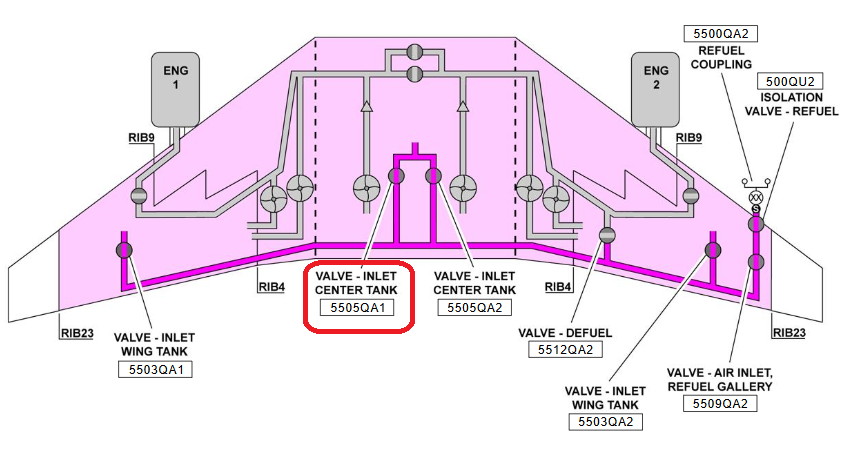 5500QA2
REFUEL
COUPLING
ENG
1
ENG
2
500QU2
ISOLATION
VALVE - REFUEL
RIB9
RIB9
VALVE - INLET
CENTER TANK
5505QA1
VALVE - INLET
CENTER TANK
5505QA2
RIB4
RIB4
RIB23
RIB23
VALVE - INLET
WING TANK
5503QA1
VALVE - DEFUEL
5512QA2
VALVE - AIR INLET,
REFUEL GALLERY
5509QA2
VALVE - INLET
WING TANK
5503QA2